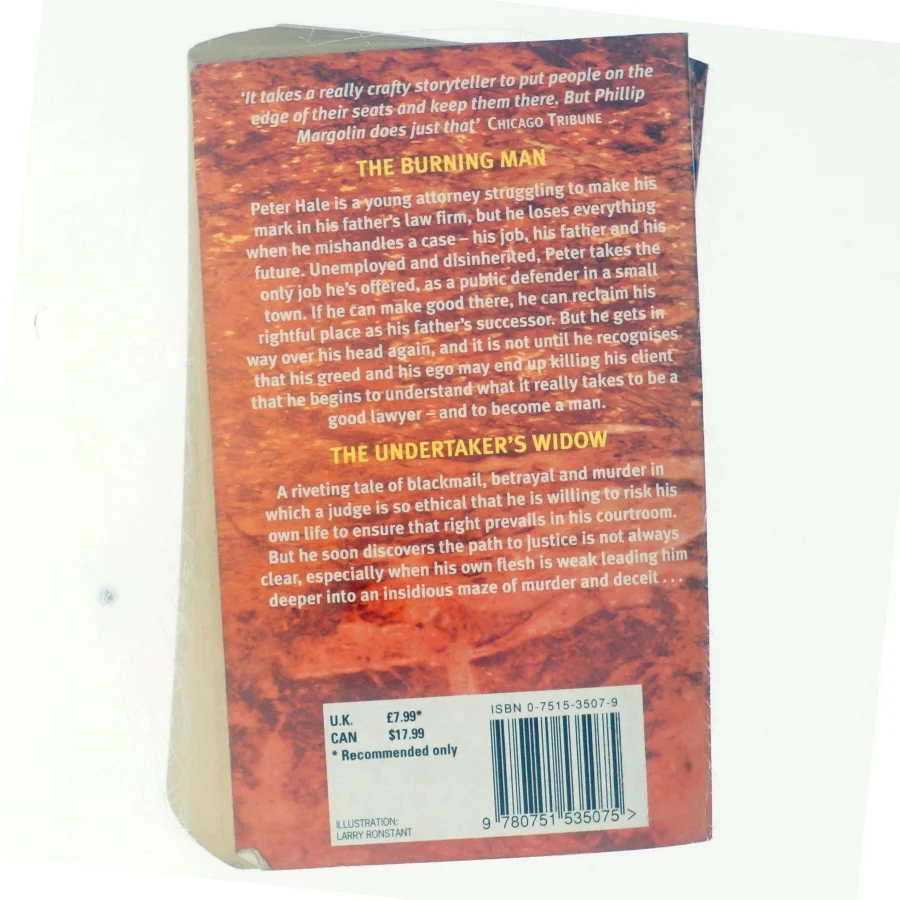 ‘It takes a really crafty storyteller to put people on the
edge of their seats and keep them there. But Phillip
Margolin does just that’ CHICAGO TRIBUNE
THE BURNING MAN
Peter Hale is a young attorney struggling to make his
mark in his father's law firm, but he loses everything
when he mishandles a case – his job, his father and his
future. Unemployed and disinherited, Peter takes the
only job he's offered, as a public defender in a small
town. If he can make good there, he can reclaim his
rightful place as his father's successor. But he gets in
way over his head again, and it is not until he recognises
that his greed and his ego may end up killing his client
that he begins to understand what it really takes to be a
good lawyer – and to become a man.
THE UNDERTAKER'S WIDOW
A riveting tale of blackmail, betrayal and murder in
which a judge is so ethical that he is willing to risk his
own life to ensure that right prevails in his courtroom.
But he soon discovers the path to justice is not always
clear, especially when his own flesh is weak leading him
deeper into an insidious maze of murder and deceit ...
U.K. £7.99*
CAN $17.99
* Recommended only
ILLUSTRATION:
LARRY RONSTANT
ISBN 0-7515-3507-9
9 780751 535075 >